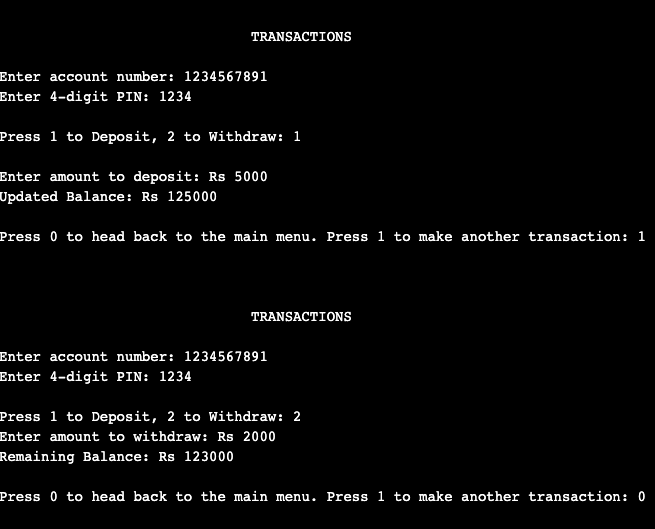 TRANSACTIONS
Enter account number: 1234567891
Enter 4-digit PIN: 1234
Press 1 to Deposit, 2 to Withdraw: 1
Enter amount to deposit: Rs 5000
Updated Balance: Rs 125000
Press 0 to head back to the main menu. Press 1 to make another transaction: 1
TRANSACTIONS
Enter account number: 1234567891
Enter 4-digit PIN: 1234
Press 1 to Deposit, 2 to Withdraw: 2
Enter amount to withdraw: Rs 2000
Remaining Balance: Rs 123000
Press 0 to head back to the main menu. Press 1 to make another transaction: 0